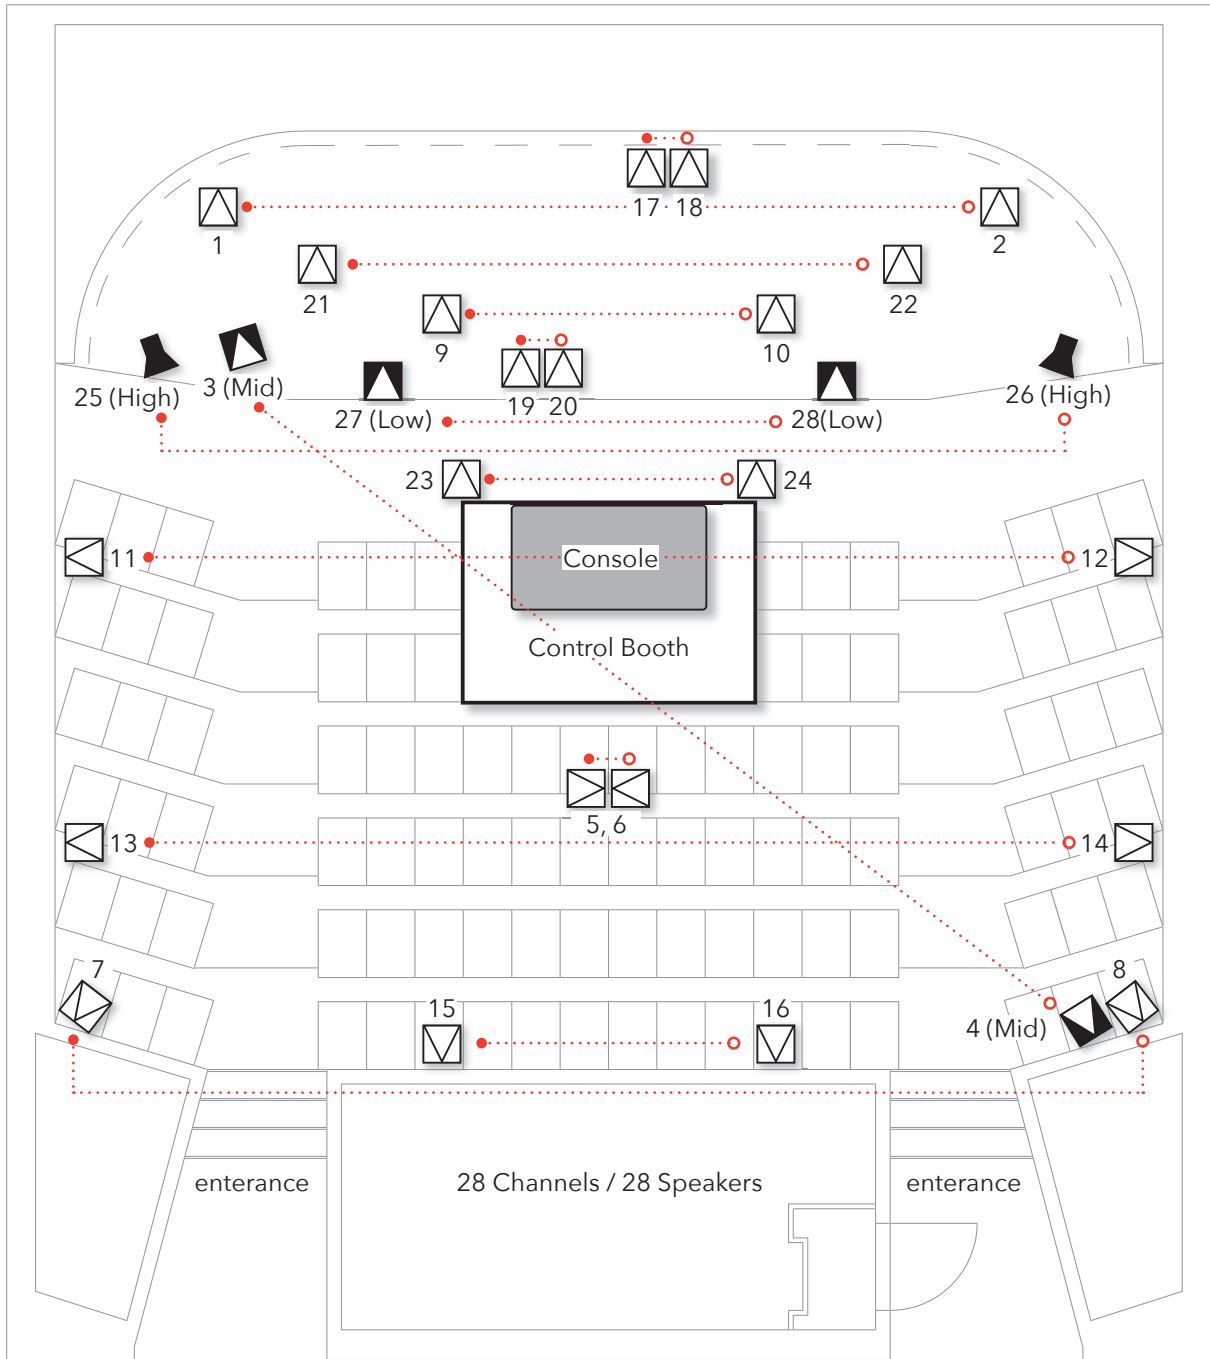 17 18
1
2
21
22
9
10
25 (High)
3 (Mid)
19 20
26 (High)
27 (Low)
28(Low)
23
24
11
Console
12
Control Booth
5, 6
13
14
7
8
15
16
4 (Mid)
enterance
28 Channels / 28 Speakers
enterance